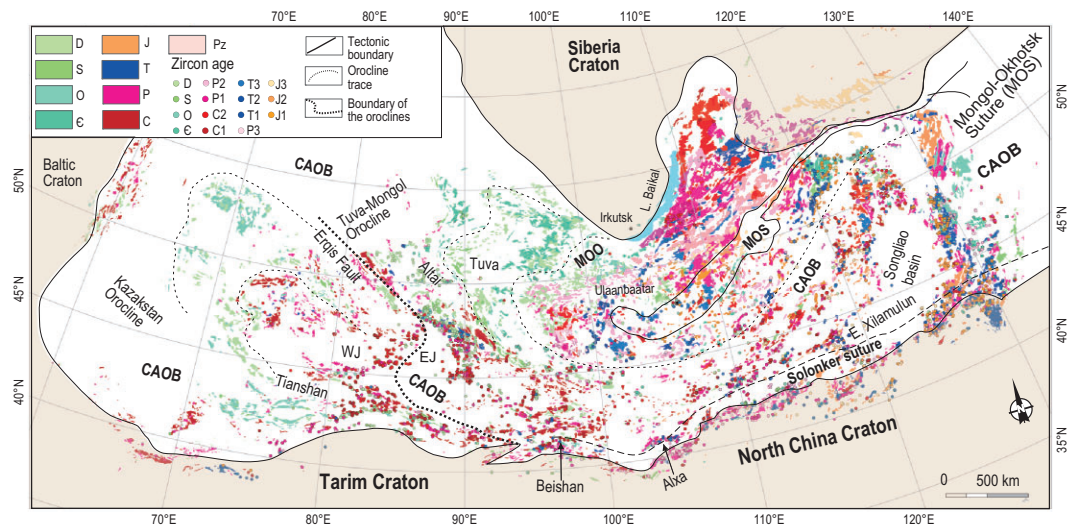 70°E
80°E
90°E
100°E
110°E
120°E
130°E
140°E
D
J
Pz
S
T
Zircon age
O
P
Є
C
D
P2
T3
J3
S
P1
T2
J2
O
C2
T1
J1
Є
C1
P3
Tectonic
boundary
Orocline
trace
Boundary of
the oroclines
Siberia
Craton
Mongol-Okhotsk
Suture (MOS)
50°N
Baltic
Craton
CAOB
CAOB
L. Baikal
Irkutsk
50°N
Tuva-Mongol
Orocline
Erqis Fault
Altai
Tuva
MOO
MOS
Ulaanbaatar
CAOB
Songliao
basin
45°N
45°N
Kazakstan
Orocline
WJ
EJ
CAOB
CAOB
Tianshan
E. Xilamulun
Solonker suture
40°N
40°N
35°N
N
North China Craton
Tarim Craton
Beishan
Alxa
0
500 km
70°E
80°E
90°E
100°E
110°E
120°E